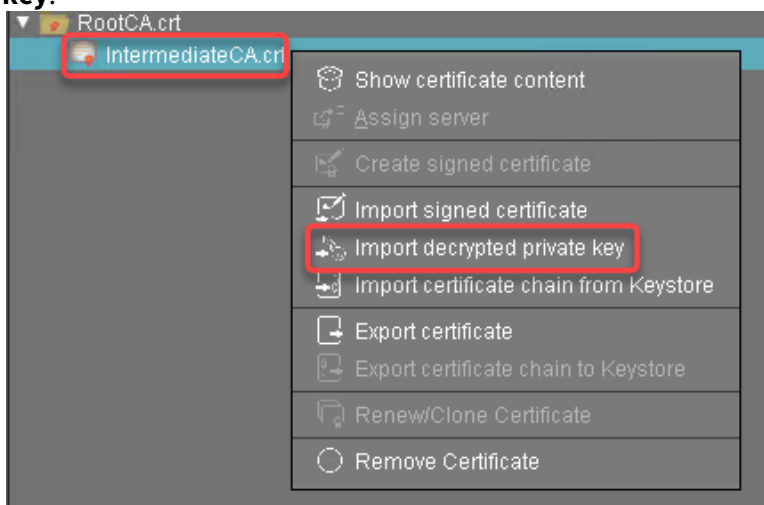 key.
RootCA.crt
IntermediateCA.crt
Show certificate content
Assign server
Create signed certificate
Import signed certificate
Import decrypted private key
Import certificate chain from Keystore
Export certificate
Export certificate chain to Keystore
Renew/Clone Certificate
Remove Certificate